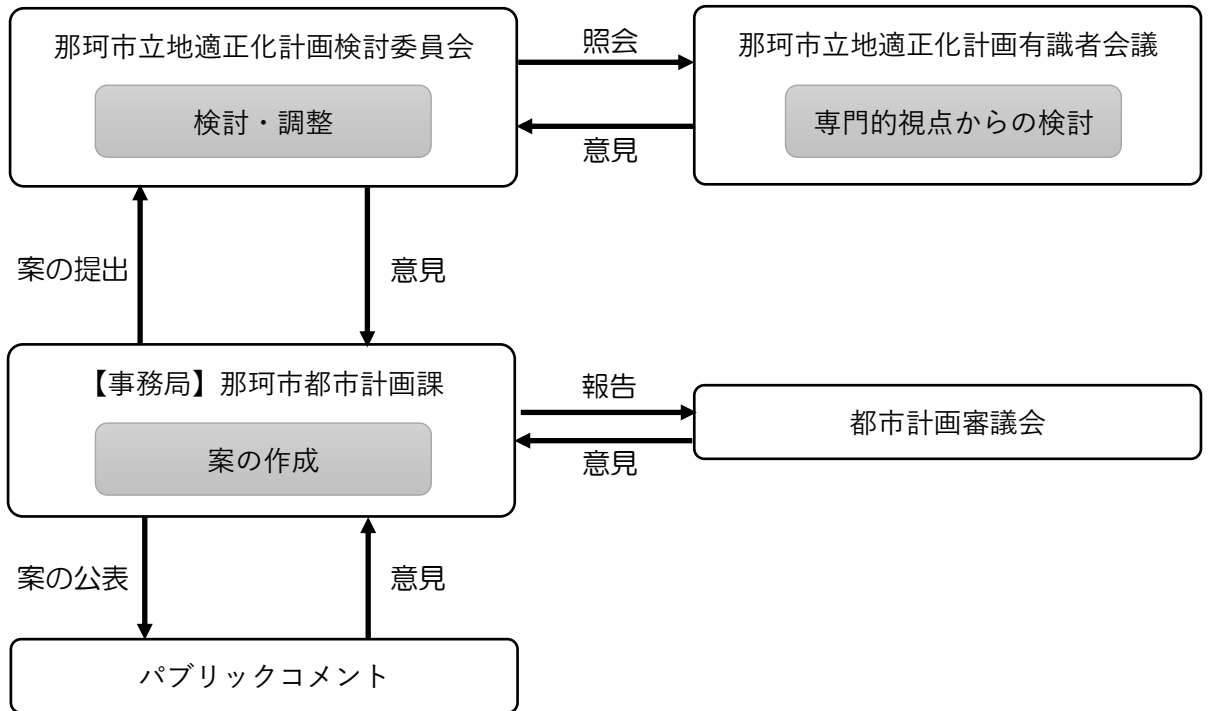 那珂市立地適正化計画検討委員会
検討・調整
照会
意見
那珂市立地適正化計画有識者会議
専門的視点からの検討
案の提出
意見
【事務局】那珂市都市計画課
案の作成
報告
意見
都市計画審議会
案の公表
意見
パブリックコメント